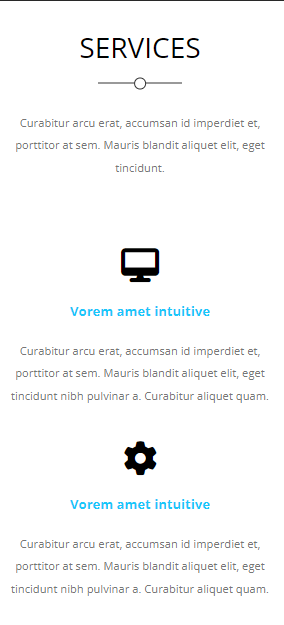 SERVICES
Curabitur arcu erat, accumsan id imperdiet et,
porttitor at sem. Mauris blandit aliquet elit, eget
tincidunt.
Vorem amet intuitive
Curabitur arcu erat, accumsan id imperdiet et,
porttitor at sem. Mauris blandit aliquet elit, eget
tincidunt nibh pulvinar a. Curabitur aliquet quam.
Vorem amet intuitive
Curabitur arcu erat, accumsan id imperdiet et,
porttitor at sem. Mauris blandit aliquet elit, eget
tincidunt nibh pulvinar a. Curabitur aliquet quam.